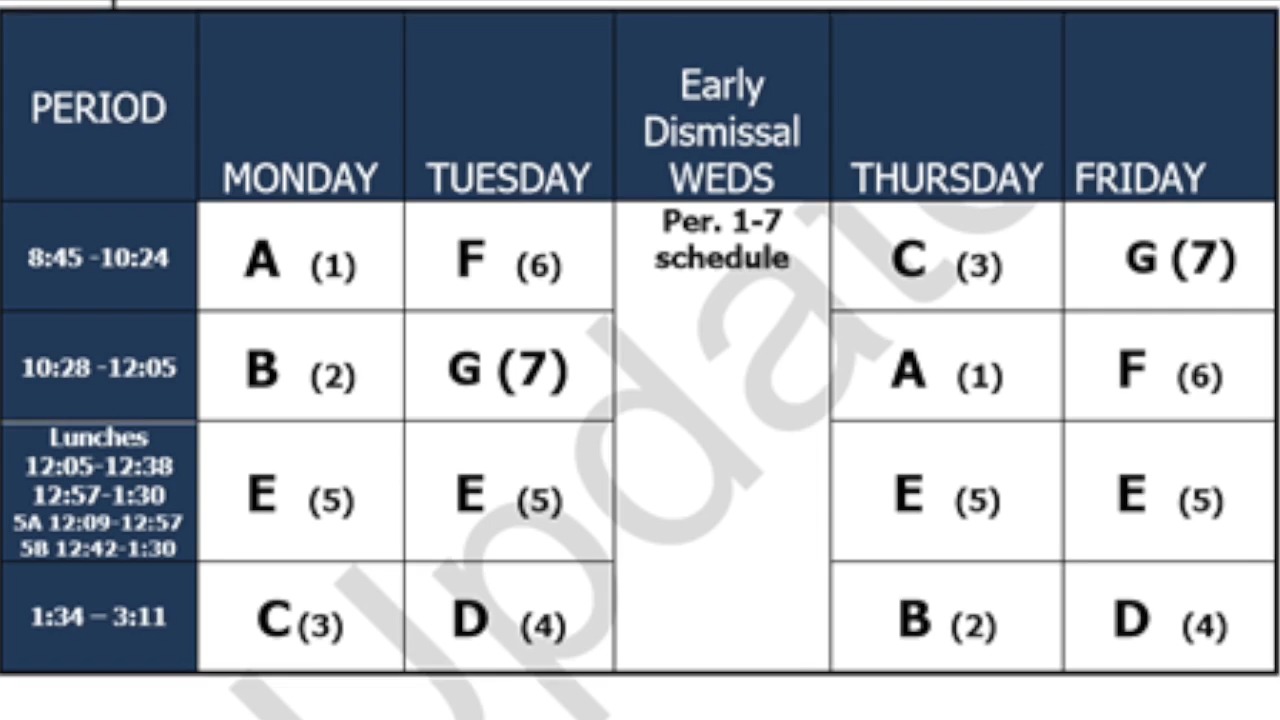 PERIOD
MONDAY
TUESDAY
Early
Dismissal
WEDS
THURSDAY
FRIDAY
8:45 -10:24
A (1)
F (6)
Per. 1-7
schedule
C (3)
G (7)
10:28 -12:05
B (2)
G (7)
A (1)
F (6)
Lunches
12:05-12:38
12:57-1:30
5A 12:09-12:57
5B 12:42-1:30
E (5)
E (5)
E (5)
E (5)
1:34 – 3:11
C (3)
D (4)
B (2)
D (4)
Update